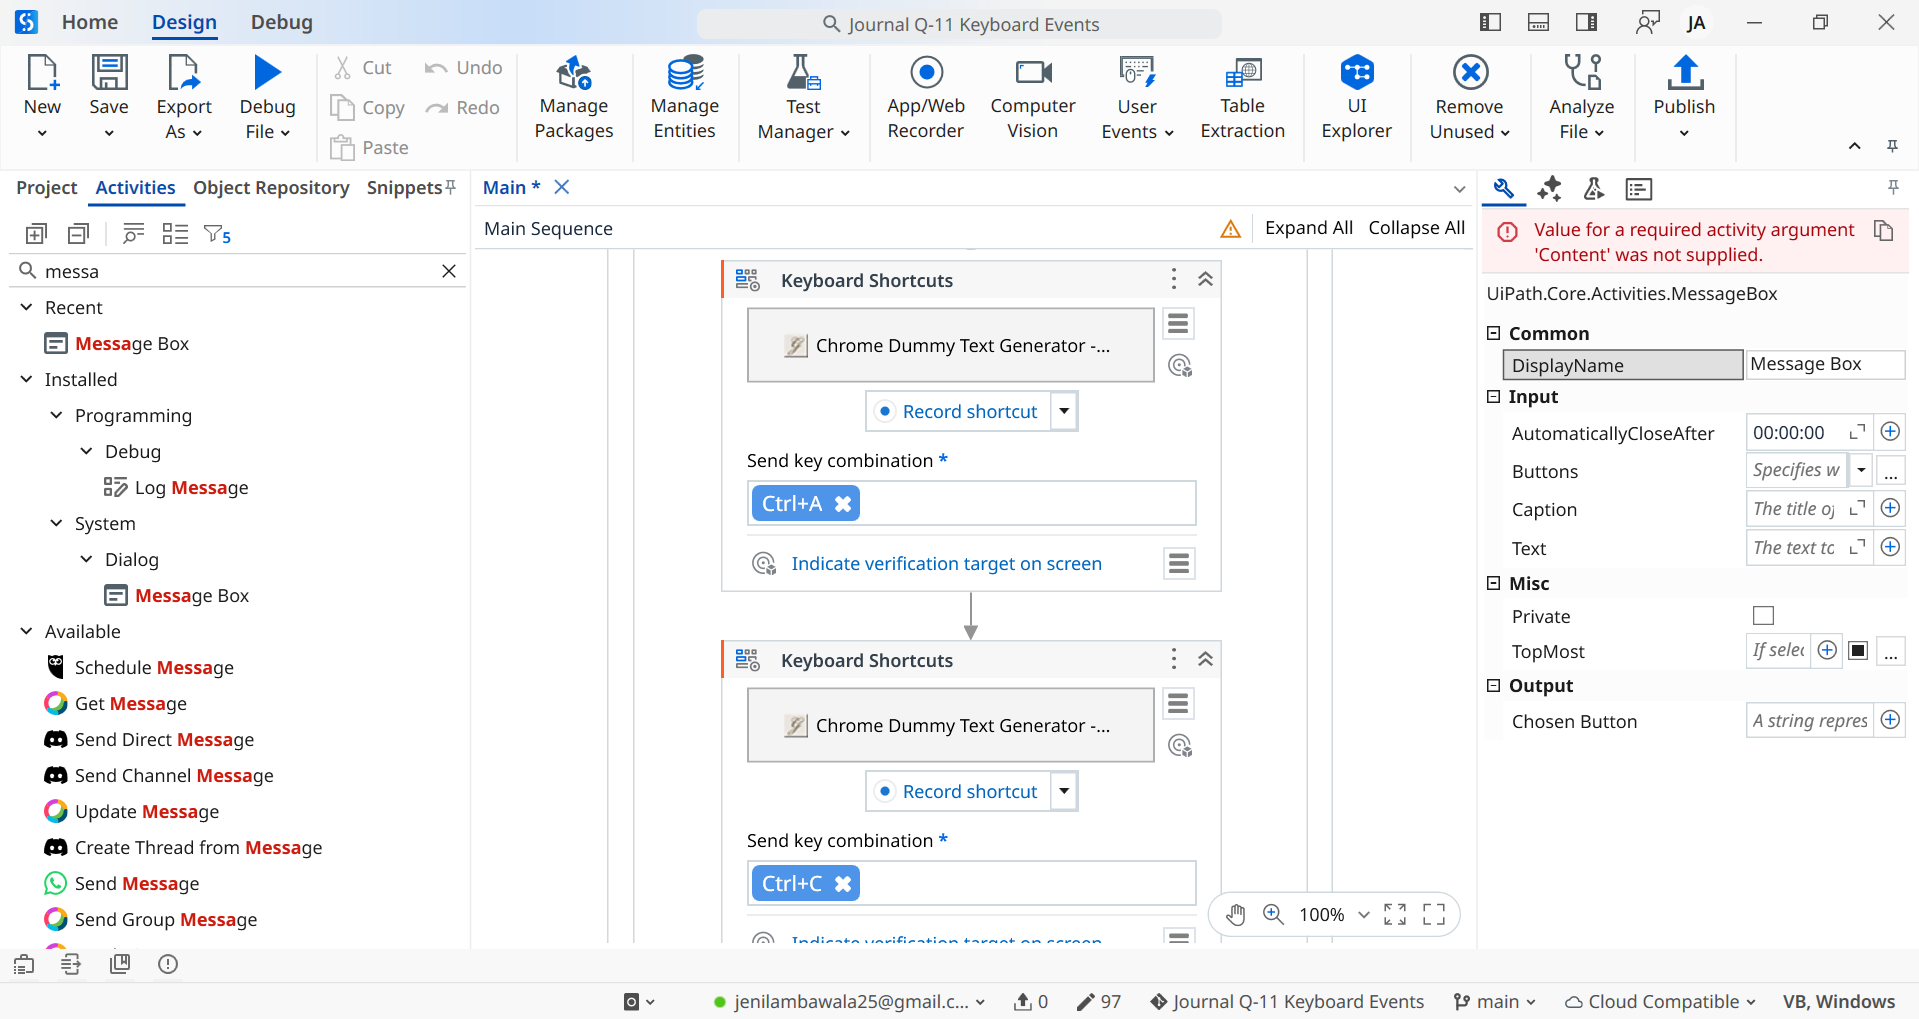 Home Design Debug
Journal Q-11 Keyboard Events
JA
New
Save
Export As
Debug File
Cut
Copy
Paste
Undo
Redo
Manage Packages
Manage Entities
Test Manager
App/Web Recorder
Computer Vision
User Events
Table Extraction
UI Explorer
Remove Unused
Analyze File
Publish
Project Activities Object Repository Snippets
5
messa
Recent
Message Box
Installed
Programming
Debug
Log Message
System
Dialog
Message Box
Available
Schedule Message
Get Message
Send Direct Message
Send Channel Message
Update Message
Create Thread from Message
Send Message
Send Group Message
Main *
Main Sequence
Expand All Collapse All
Keyboard Shortcuts
Chrome Dummy Text Generator -...
Record shortcut
Send key combination *
Ctrl+A
Indicate verification target on screen
Keyboard Shortcuts
Chrome Dummy Text Generator -...
Record shortcut
Send key combination *
Ctrl+C
Indicate verification target on screen
100%
Value for a required activity argument
'Content' was not supplied.
UiPath.Core.Activities.MessageBox
Common
DisplayName Message Box
Input
AutomaticallyCloseAfter 00:00:00
Buttons Specifies w ...
Caption The title of
Text The text to
Misc
Private
TopMost If selec ...
Output
Chosen Button A string repres
jenilambawala25@gmail.c... 0 97 Journal Q-11 Keyboard Events main Cloud Compatible VB, Windows